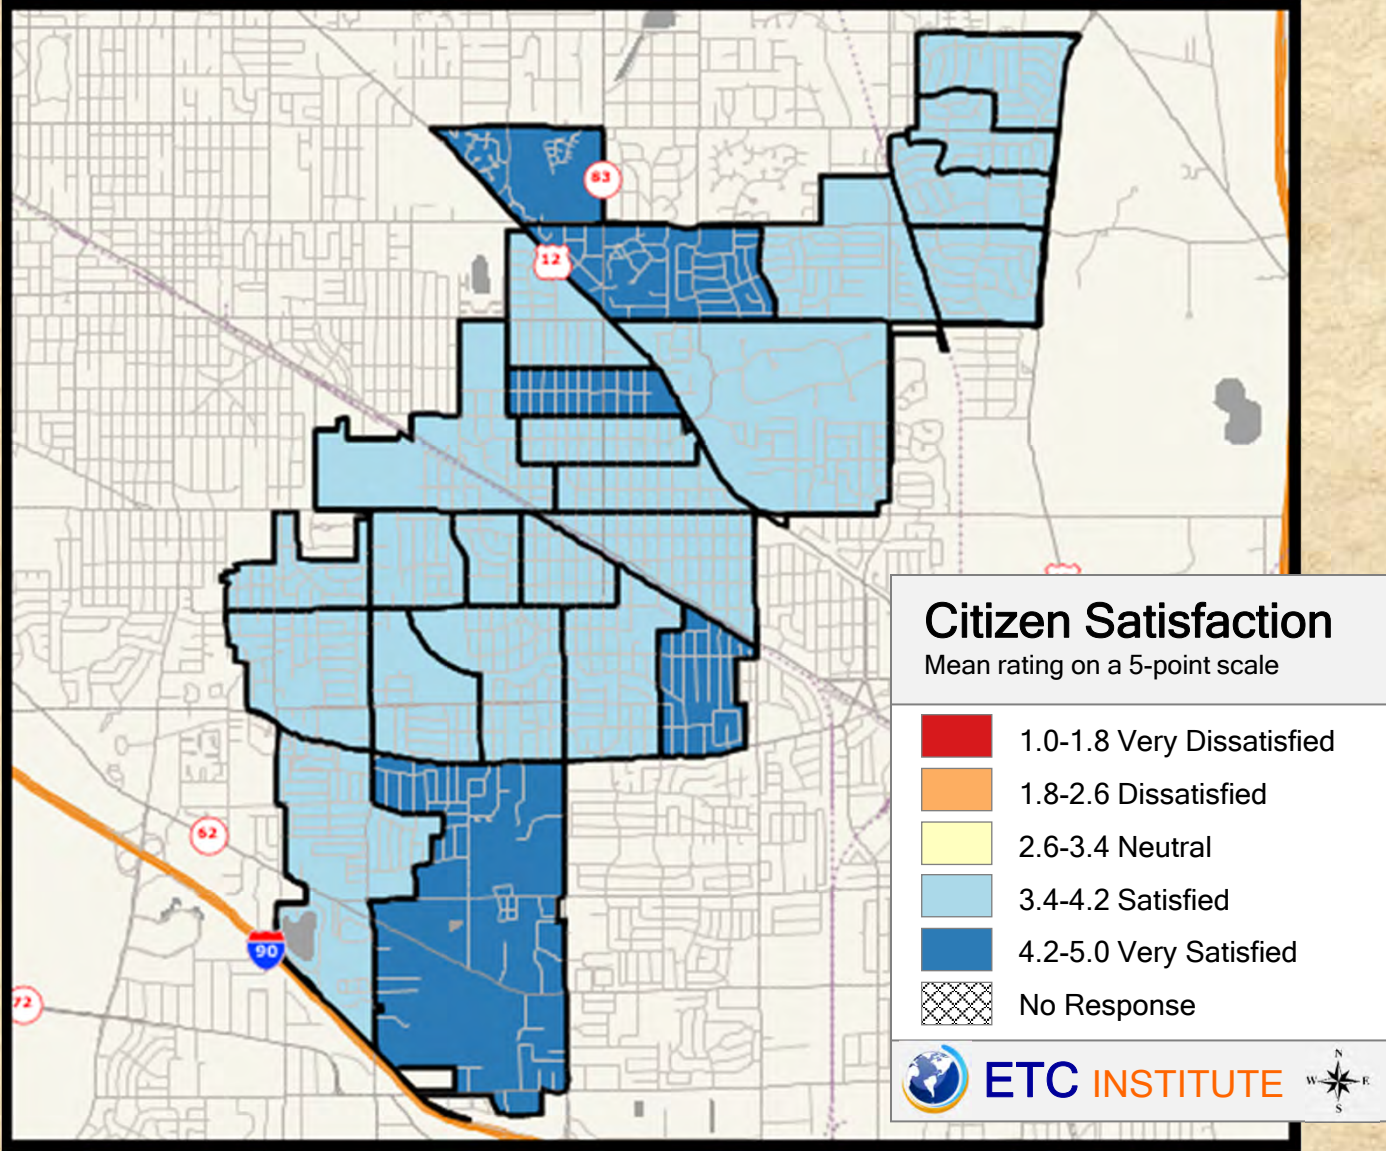 83
12
62
90
72
Citizen Satisfaction
Mean rating on a 5-point scale
1.0-1.8 Very Dissatisfied
1.8-2.6 Dissatisfied
2.6-3.4 Neutral
3.4-4.2 Satisfied
4.2-5.0 Very Satisfied
No Response
ETC INSTITUTE
N
W E
S